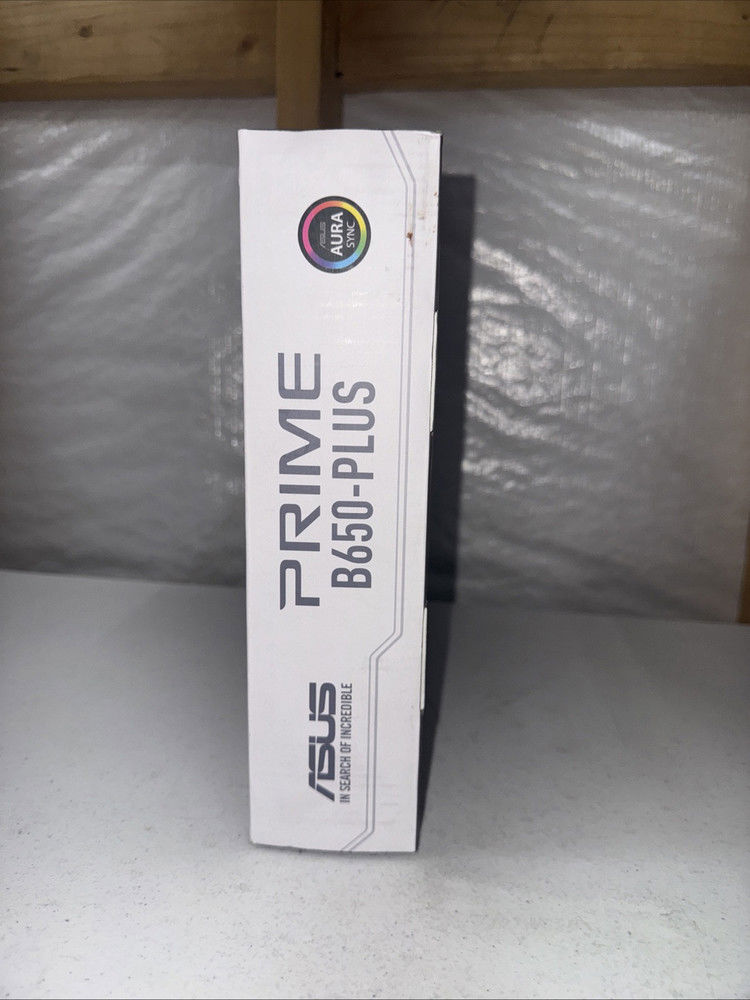 ASUS
IN SEARCH OF INCREDIBLE
PRIME
B650-PLUS
ASUS
AURA
SYNC